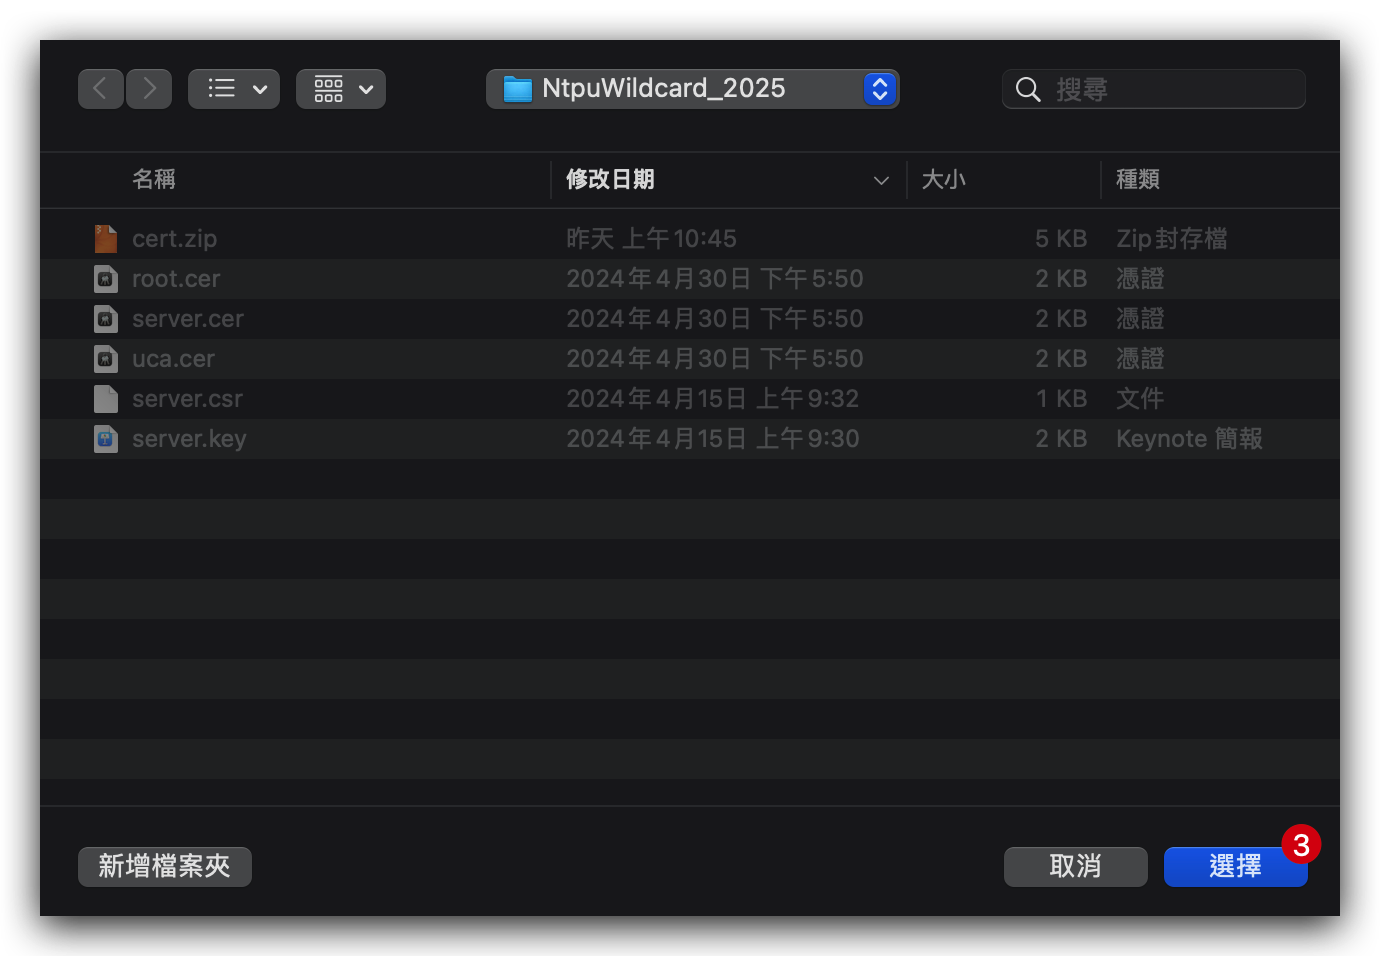 NtpuWildcard_2025
搜尋
名稱 修改日期 大小 種類
cert.zip 昨天 上午10:45 5 KB Zip封存檔
root.cer 2024年4月30日 下午5:50 2 KB 憑證
server.cer 2024年4月30日 下午5:50 2 KB 憑證
uca.cer 2024年4月30日 下午5:50 2 KB 憑證
server.csr 2024年4月15日 上午9:32 1 KB 文件
server.key 2024年4月15日 上午9:30 2 KB Keynote 簡報
新增檔案夾 取消 選擇 3